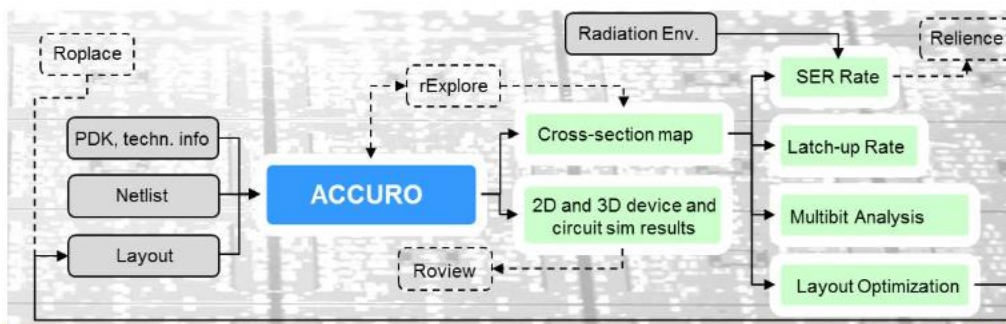 Radiation Env.
Relience
Roplace
rExplore
SER Rate
PDK, techn. info
Cross-section map
Latch-up Rate
Netlist
ACCURO
2D and 3D device and
circuit sim results
Multibit Analysis
Layout
Roview
Layout Optimization